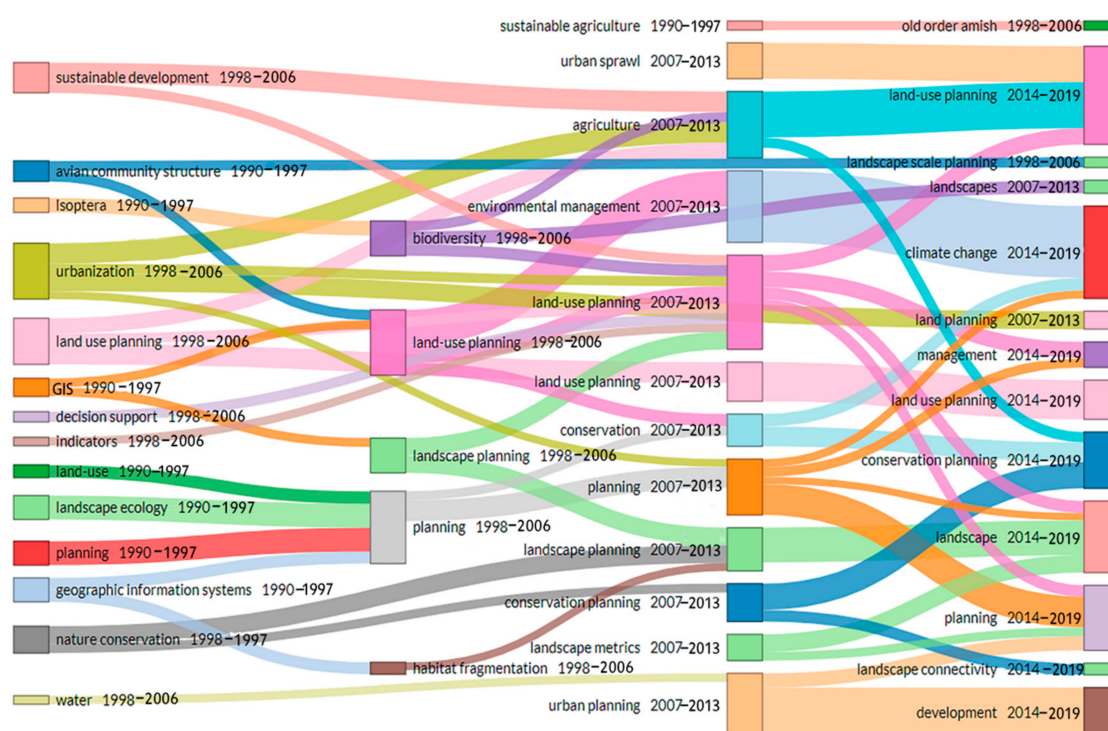 sustainable development 1998–2006
avian community structure 1990–1997
Isoptera 1990–1997
urbanization 1998–2006
land use planning 1998–2006
GIS 1990–1997
decision support 1998–2006
indicators 1998–2006
land-use 1990–1997
landscape ecology 1990–1997
planning 1990–1997
geographic information systems 1990–1997
nature conservation 1998–1997
water 1998–2006
biodiversity 1998–2006
land-use planning 1998–2006
landscape planning 1998–2006
planning 1998–2006
habitat fragmentation 1998–2006
sustainable agriculture 1990–1997
urban sprawl 2007–2013
agriculture 2007–2013
environmental management 2007–2013
land-use planning 2007–2013
land use planning 2007–2013
conservation 2007–2013
planning 2007–2013
landscape planning 2007–2013
conservation planning 2007–2013
landscape metrics 2007–2013
urban planning 2007–2013
old order amish 1998–2006
land-use planning 2014–2019
landscape scale planning 1998–2006
landscapes 2007–2013
climate change 2014–2019
land planning 2007–2013
management 2014–2019
land use planning 2014–2019
conservation planning 2014–2019
landscape 2014–2019
planning 2014–2019
landscape connectivity 2014–2019
development 2014–2019